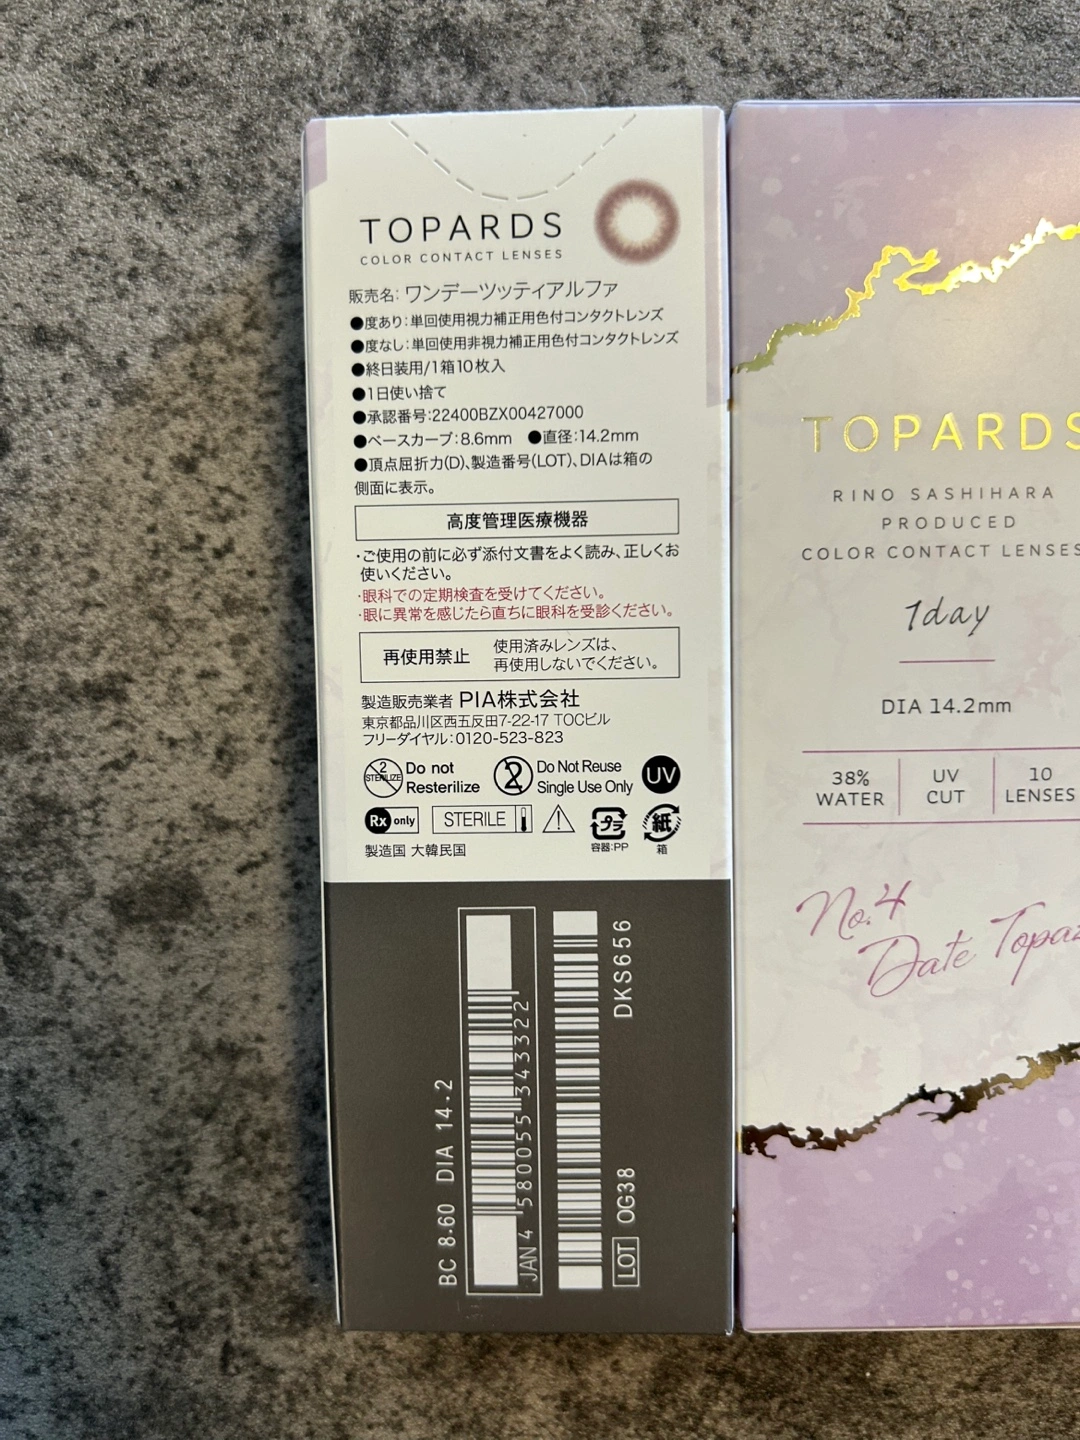 TOPARDS
COLOR CONTACT LENSES
販売名: ワンデーツッティアルファ
●度あり:単回使用視力補正用色付コンタクトレンズ
●度なし:単回使用非視力補正用色付コンタクトレンズ
●終日装用/1箱10枚入
●1日使い捨て
●承認番号:22400BZX00427000
●ベースカーブ:8.6mm ●直径:14.2mm
●頂点屈折力(D)、製造番号(LOT)、DIAは箱の
側面に表示。
高度管理医療機器
・ご使用の前に必ず添付文書をよく読み、正しくお
使いください。
・眼科での定期検査を受けてください。
・眼に異常を感じたら直ちに眼科を受診ください。
再使用禁止
使用済みレンズは、
再使用しないでください。
製造販売業者 PIA株式会社
東京都品川区西五反田7-22-17 TOCビル
フリーダイヤル:0120-523-823
2
STERILIZE
Do not
Resterilize
2
Do Not Reuse
Single Use Only
UV
Rx only
STERILE
プラ
容器:PP
紙
箱
製造国 大韓民国
BC 8.60 DIA 14.2
JAN 4 580055 343322
DKS656
LOT OG38
TOPARDS
RINO SASHIHARA
PRODUCED
COLOR CONTACT LENSES
1day
DIA 14.2mm
38%
WATER
UV
CUT
10
LENSES
No.4
Date Topaz